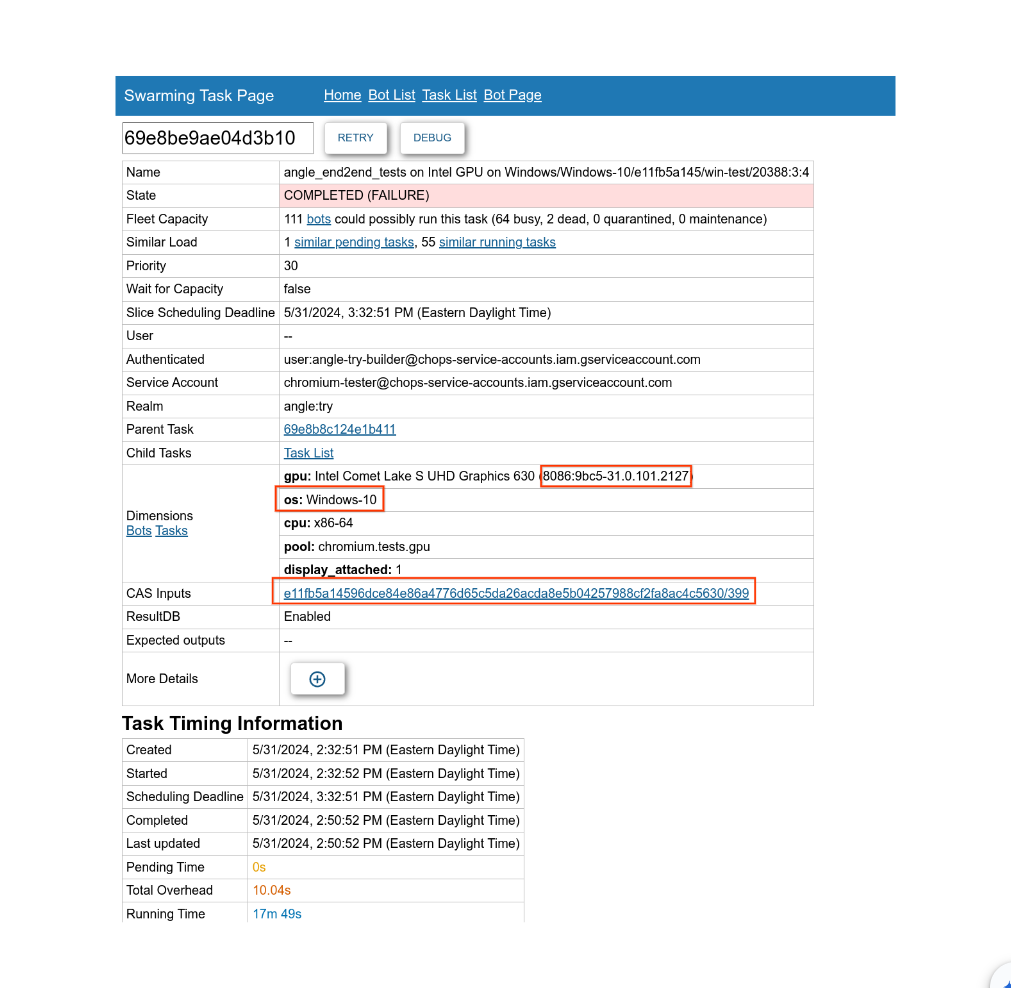 Swarming Task Page Home Bot List Task List Bot Page
69e8be9ae04d3b10 RETRY DEBUG
Name angle_end2end_tests on Intel GPU on Windows/Windows-10/e11fb5a145/win-test/20388:3:4
State COMPLETED (FAILURE)
Fleet Capacity 111 bots could possibly run this task (64 busy, 2 dead, 0 quarantined, 0 maintenance)
Similar Load 1 similar pending tasks, 55 similar running tasks
Priority 30
Wait for Capacity false
Slice Scheduling Deadline 5/31/2024, 3:32:51 PM (Eastern Daylight Time)
User --
Authenticated user:angle-try-builder@chops-service-accounts.iam.gserviceaccount.com
Service Account chromium-tester@chops-service-accounts.iam.gserviceaccount.com
Realm angle:try
Parent Task 69e8b8c124e1b411
Child Tasks Task List
Dimensions
Bots Tasks
gpu: Intel Comet Lake S UHD Graphics 630 (8086:9bc5-31.0.101.2127)
os: Windows-10
cpu: x86-64
pool: chromium.tests.gpu
display_attached: 1
CAS Inputs e11fb5a14596dce84e86a4776d65c5da26acda8e5b04257988cf2fa8ac4c5630/399
ResultDB Enabled
Expected outputs --
More Details
Task Timing Information
Created 5/31/2024, 2:32:51 PM (Eastern Daylight Time)
Started 5/31/2024, 2:32:52 PM (Eastern Daylight Time)
Scheduling Deadline 5/31/2024, 3:32:51 PM (Eastern Daylight Time)
Completed 5/31/2024, 2:50:52 PM (Eastern Daylight Time)
Last updated 5/31/2024, 2:50:52 PM (Eastern Daylight Time)
Pending Time 0s
Total Overhead 10.04s
Running Time 17m 49s